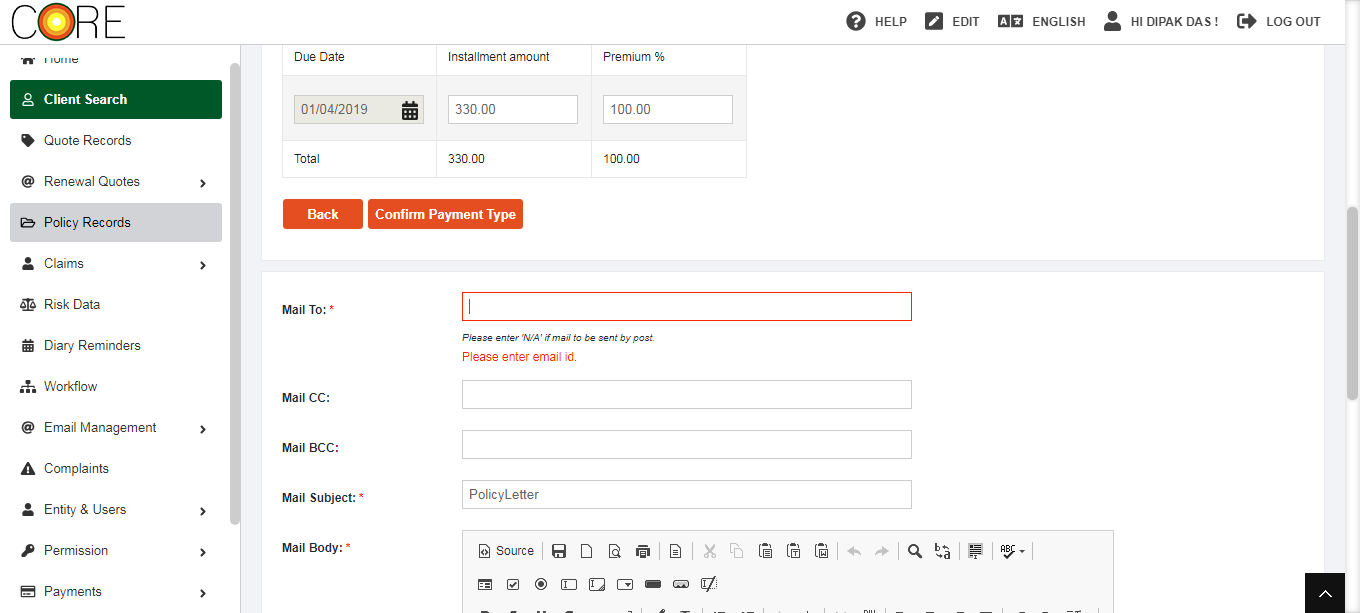 CORE
HELP
EDIT
ENGLISH
HI DIPAK DAS !
LOG OUT
Home
Client Search
Quote Records
Renewal Quotes
Policy Records
Claims
Risk Data
Diary Reminders
Workflow
Email Management
Complaints
Entity & Users
Permission
Payments
Due Date Installment amount Premium %
01/04/2019 330.00 100.00
Total 330.00 100.00
Back Confirm Payment Type
Mail To: *
Please enter 'N/A' if mail to be sent by post.
Please enter email id.
Mail CC:
Mail BCC:
Mail Subject: * PolicyLetter
Mail Body: *
Source
ABC